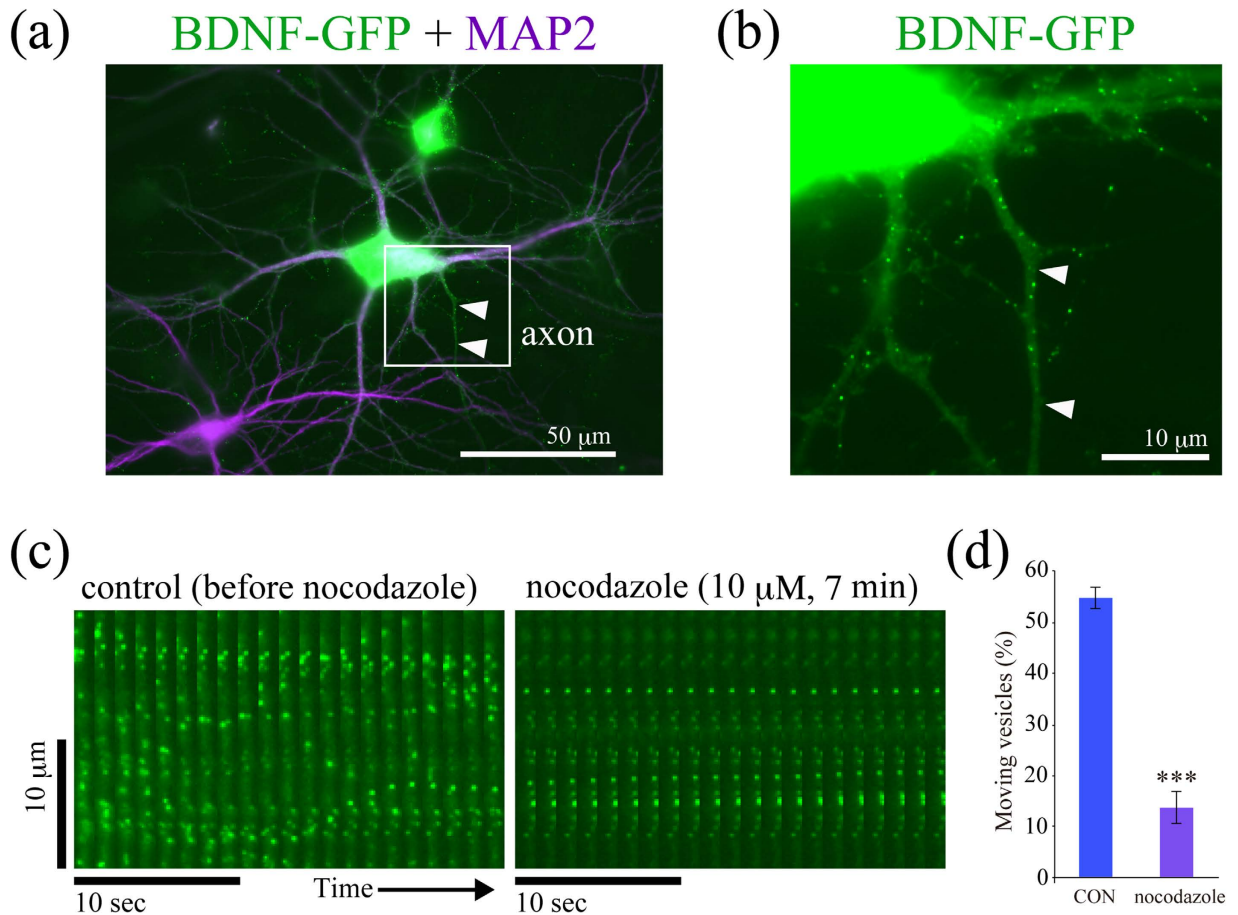 (a) BDNF-GFP + MAP2
axon
50 μm
(b) BDNF-GFP
10 μm
(c)
control (before nocodazole)
nocodazole (10 μM, 7 min)
10 μm
10 sec
Time
10 sec
(d)
Moving vesicles (%)
60
50
40
30
20
10
0
***
CON
nocodazole